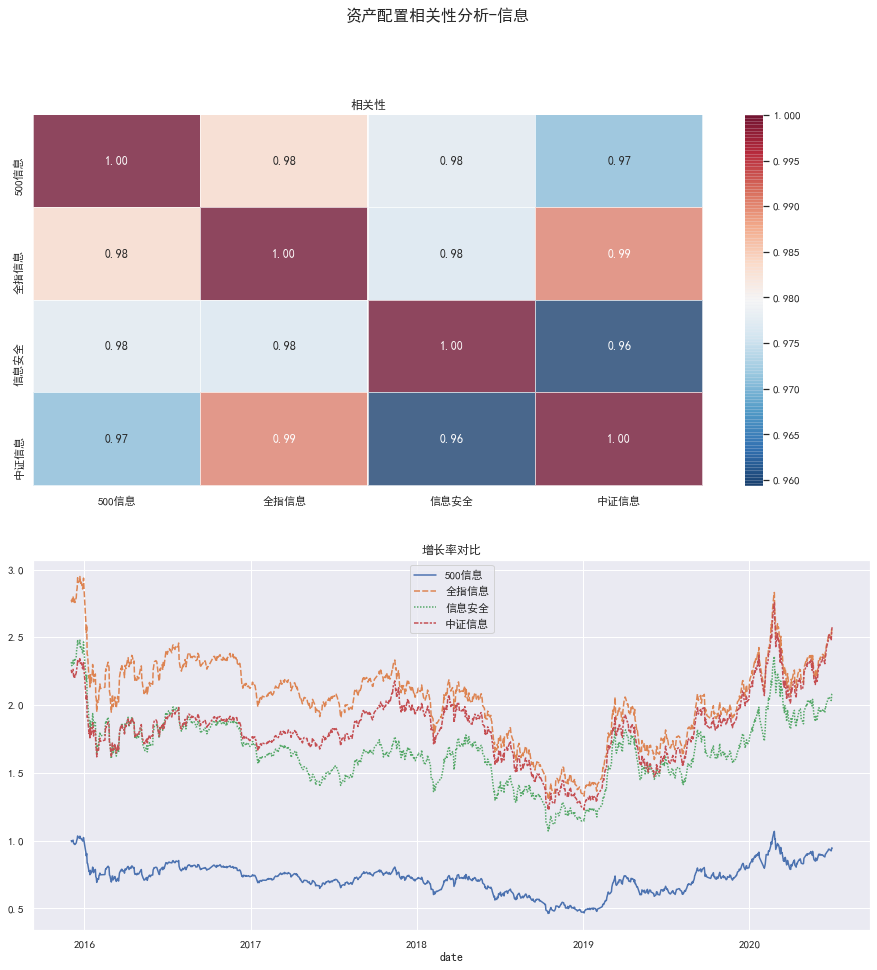 资产配置相关性分析-信息
相关性
500信息
1.00
0.98
0.98
0.97
全指信息
0.98
1.00
0.98
0.99
信息安全
0.98
0.98
1.00
0.96
中证信息
0.97
0.99
0.96
1.00
500信息
全指信息
信息安全
中证信息
1.000
0.995
0.990
0.985
0.980
0.975
0.970
0.965
0.960
增长率对比
500信息
全指信息
信息安全
中证信息
3.0
2.5
2.0
1.5
1.0
0.5
2016
2017
2018
2019
2020
date